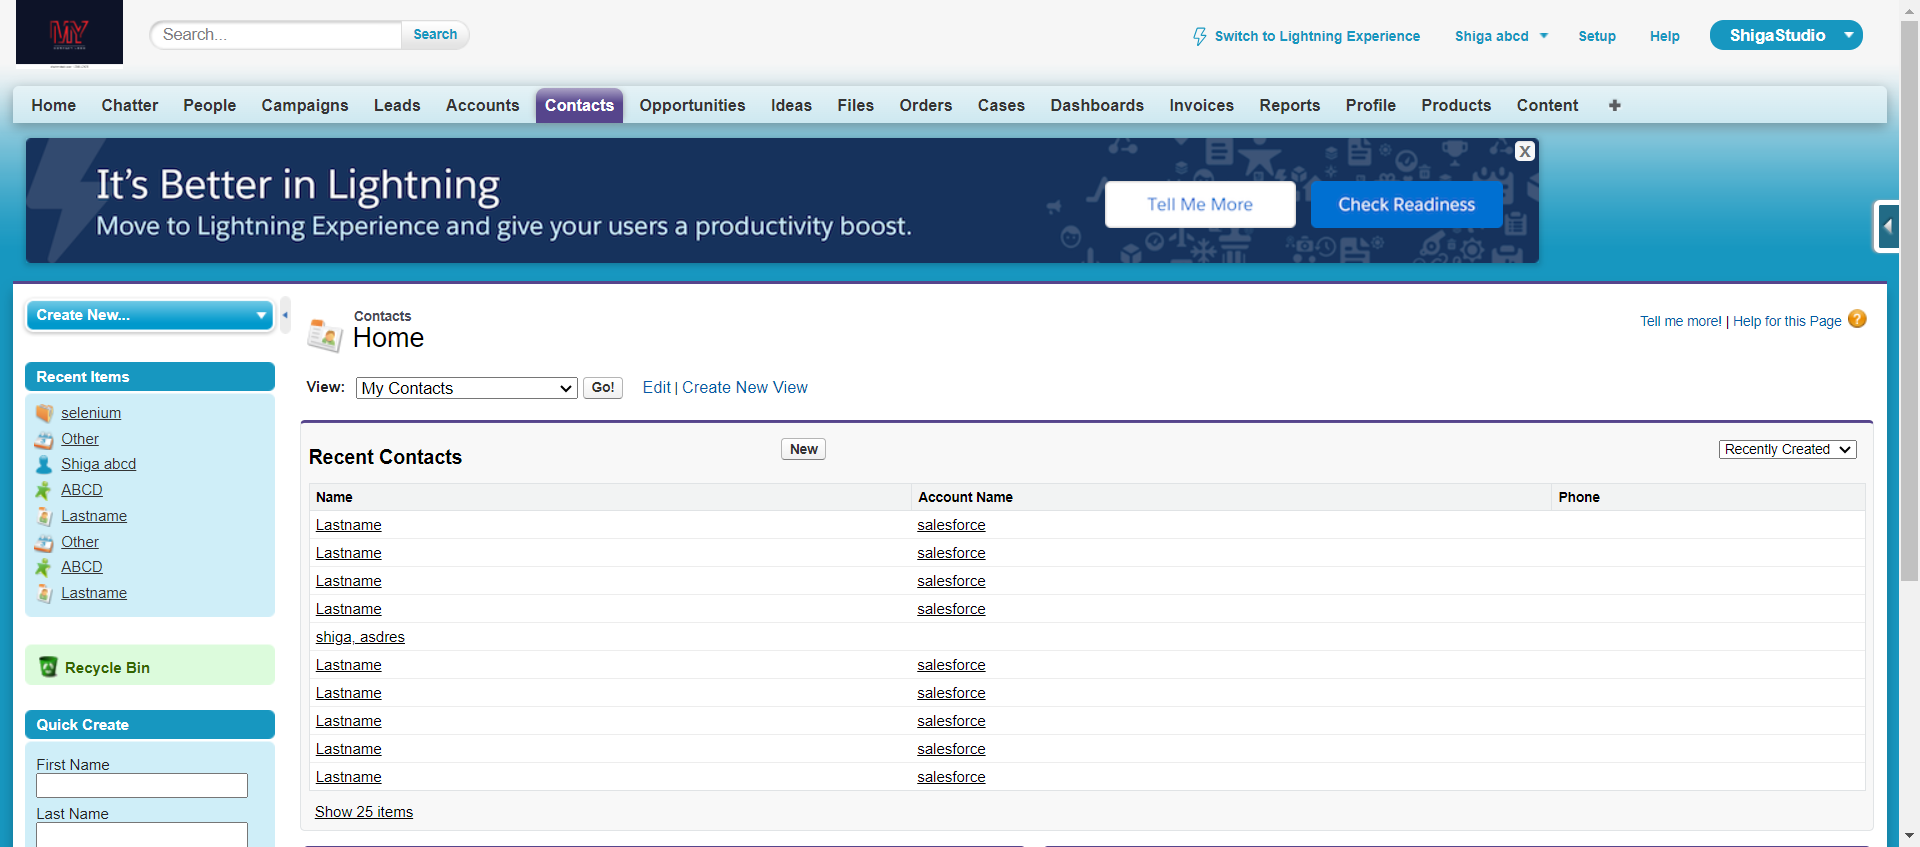 MY
Search...
Search
Switch to Lightning Experience
Shiga abcd
Setup
Help
ShigaStudio
Home
Chatter
People
Campaigns
Leads
Accounts
Contacts
Opportunities
Ideas
Files
Orders
Cases
Dashboards
Invoices
Reports
Profile
Products
Content
It's Better in Lightning
Move to Lightning Experience and give your users a productivity boost.
Tell Me More
Check Readiness
X
Create New...
Recent Items
selenium
Other
Shiga abcd
ABCD
Lastname
Other
ABCD
Lastname
Recycle Bin
Quick Create
First Name
Last Name
Contacts
Home
Tell me more! | Help for this Page ?
View: My Contacts Go! Edit | Create New View
Recent Contacts New Recently Created
Name Account Name Phone
Lastname salesforce
Lastname salesforce
Lastname salesforce
Lastname salesforce
shiga, asdres
Lastname salesforce
Lastname salesforce
Lastname salesforce
Lastname salesforce
Lastname salesforce
Show 25 items